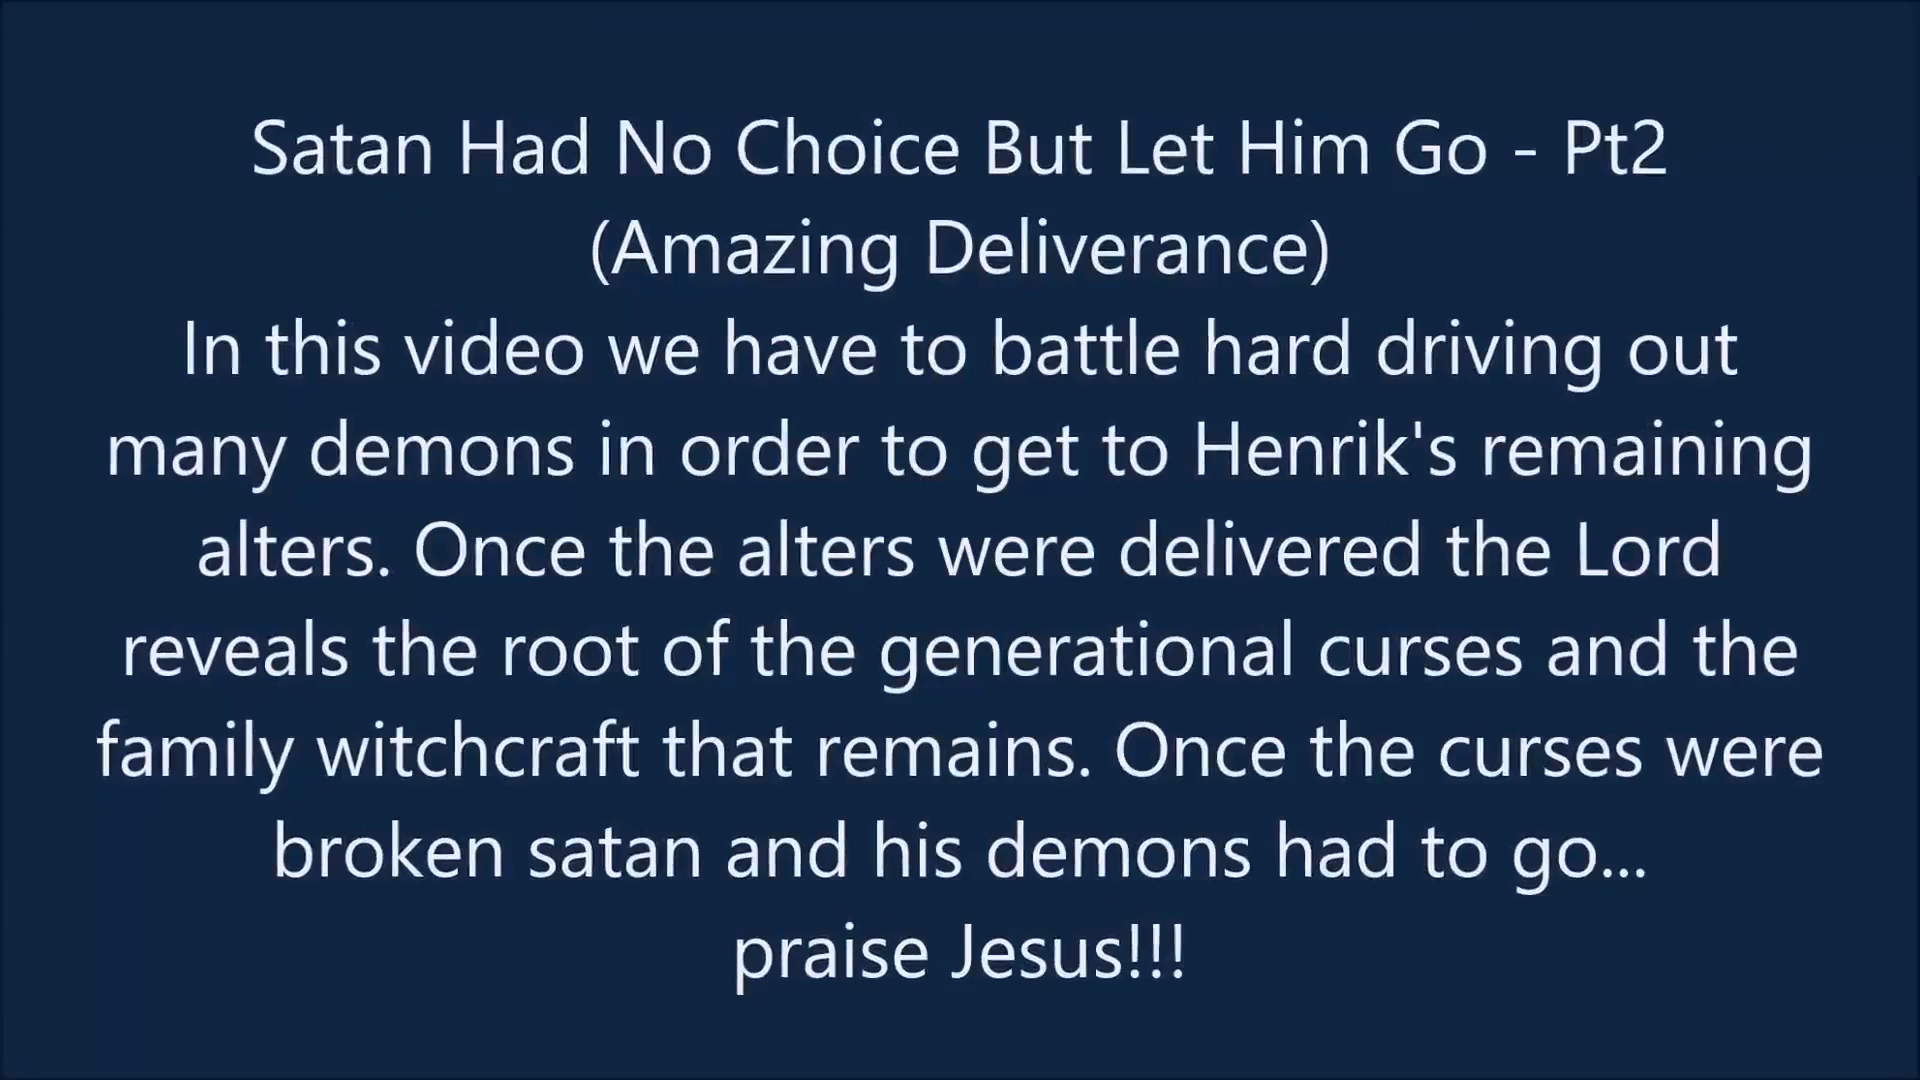 Satan Had No Choice But Let Him Go - Pt2
(Amazing Deliverance)
In this video we have to battle hard driving out
many demons in order to get to Henrik's remaining
alters. Once the alters were delivered the Lord
reveals the root of the generational curses and the
family witchcraft that remains. Once the curses were
broken satan and his demons had to go...
praise Jesus!!!